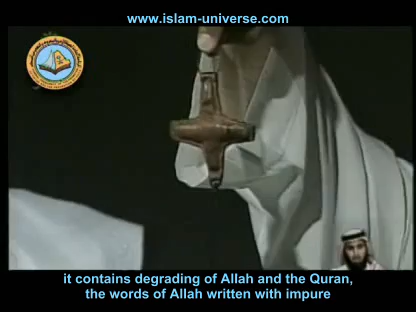 www.islam-universe.com
it contains degrading of Allah and the Quran,
the words of Allah written with impure